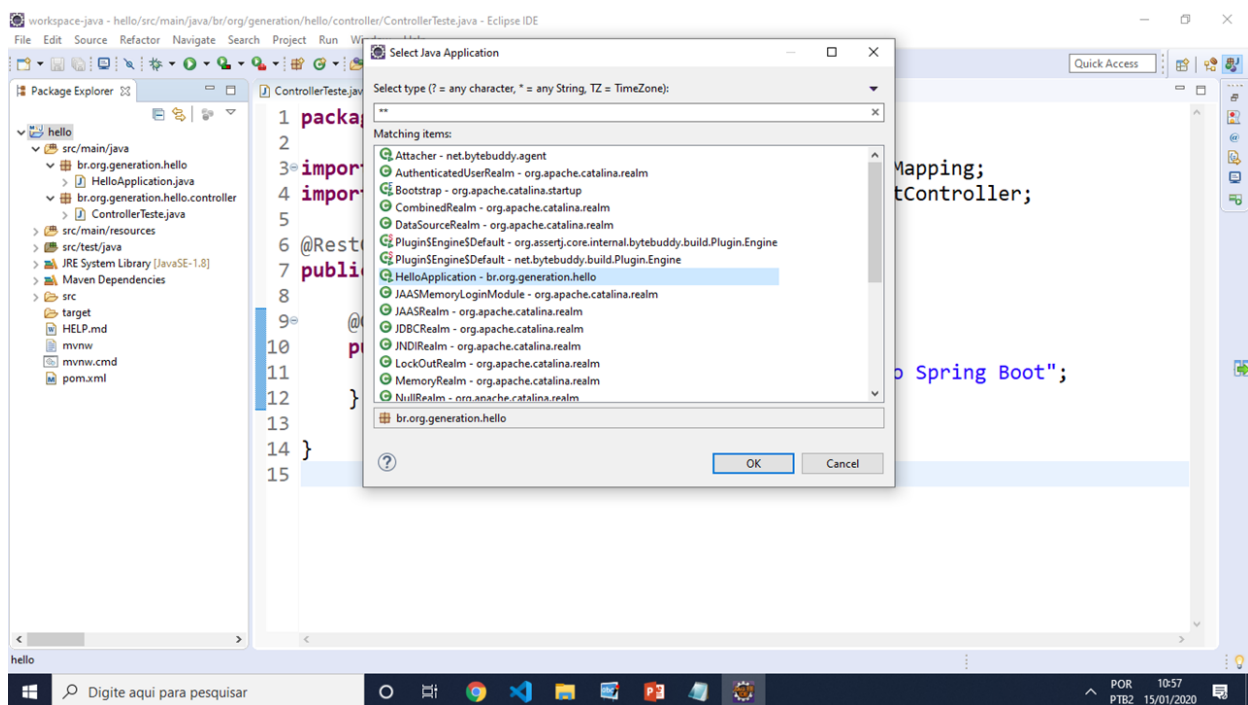 workspace-java - hello/src/main/java/br/org/generation/hello/controller/ControllerTeste.java - Eclipse IDE
File Edit Source Refactor Navigate Search Project Run
Quick Access
Package Explorer
hello
src/main/java
br.org.generation.hello
HelloApplication.java
br.org.generation.hello.controller
ControllerTeste.java
src/main/resources
src/test/java
JRE System Library [JavaSE-1.8]
Maven Dependencies
src
target
HELP.md
mvnw
mvnw.cmd
pom.xml
ControllerTeste.jav
1 packa
2
3 impor Mapping;
4 impor tController;
5
6 @Rest
7 publi
8
9 @
10 p
11 o Spring Boot";
12 }
13
14 }
15
Select Java Application
Select type (? = any character, * = any String, TZ = TimeZone):
**
Matching items:
Attacher - net.bytebuddy.agent
AuthenticatedUserRealm - org.apache.catalina.realm
Bootstrap - org.apache.catalina.startup
CombinedRealm - org.apache.catalina.realm
DataSourceRealm - org.apache.catalina.realm
Plugin$Engine$Default - org.assertj.core.internal.bytebuddy.build.Plugin.Engine
Plugin$Engine$Default - net.bytebuddy.build.Plugin.Engine
HelloApplication - br.org.generation.hello
JAASMemoryLoginModule - org.apache.catalina.realm
JAASRealm - org.apache.catalina.realm
JDBCRealm - org.apache.catalina.realm
JNDIRealm - org.apache.catalina.realm
LockOutRealm - org.apache.catalina.realm
MemoryRealm - org.apache.catalina.realm
NullRealm - org.apache.catalina.realm
br.org.generation.hello
OK Cancel
hello
Digite aqui para pesquisar
POR 10:57
PTB2 15/01/2020